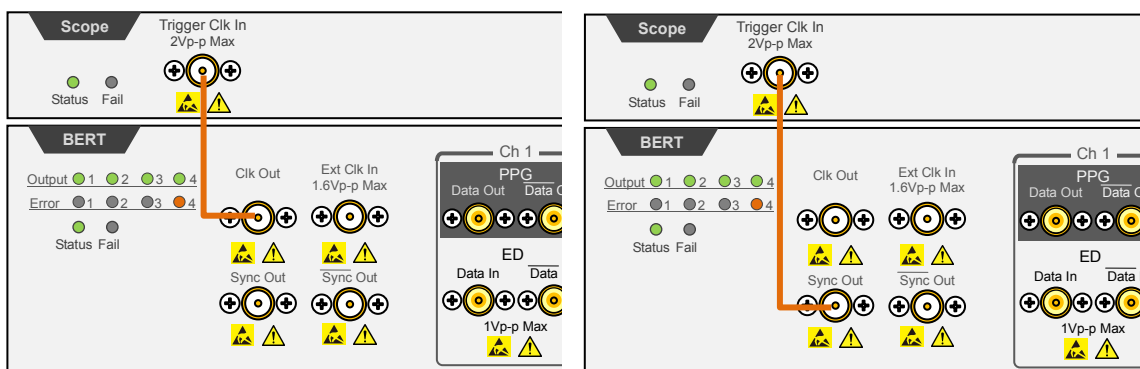 Scope
Trigger Clk In
2Vp-p Max
Status Fail
BERT
Output 1 2 3 4
Error 1 2 3 4
Status Fail
Clk Out
Ext Clk In
1.6Vp-p Max
Sync Out
Sync Out
Ch 1
PPG
Data Out Data
ED
Data In Data
1Vp-p Max
Scope
Trigger Clk In
2Vp-p Max
Status Fail
BERT
Output 1 2 3 4
Error 1 2 3 4
Status Fail
Clk Out
Ext Clk In
1.6Vp-p Max
Sync Out
Sync Out
Ch 1
PPG
Data Out Data
ED
Data In Data
1Vp-p Max